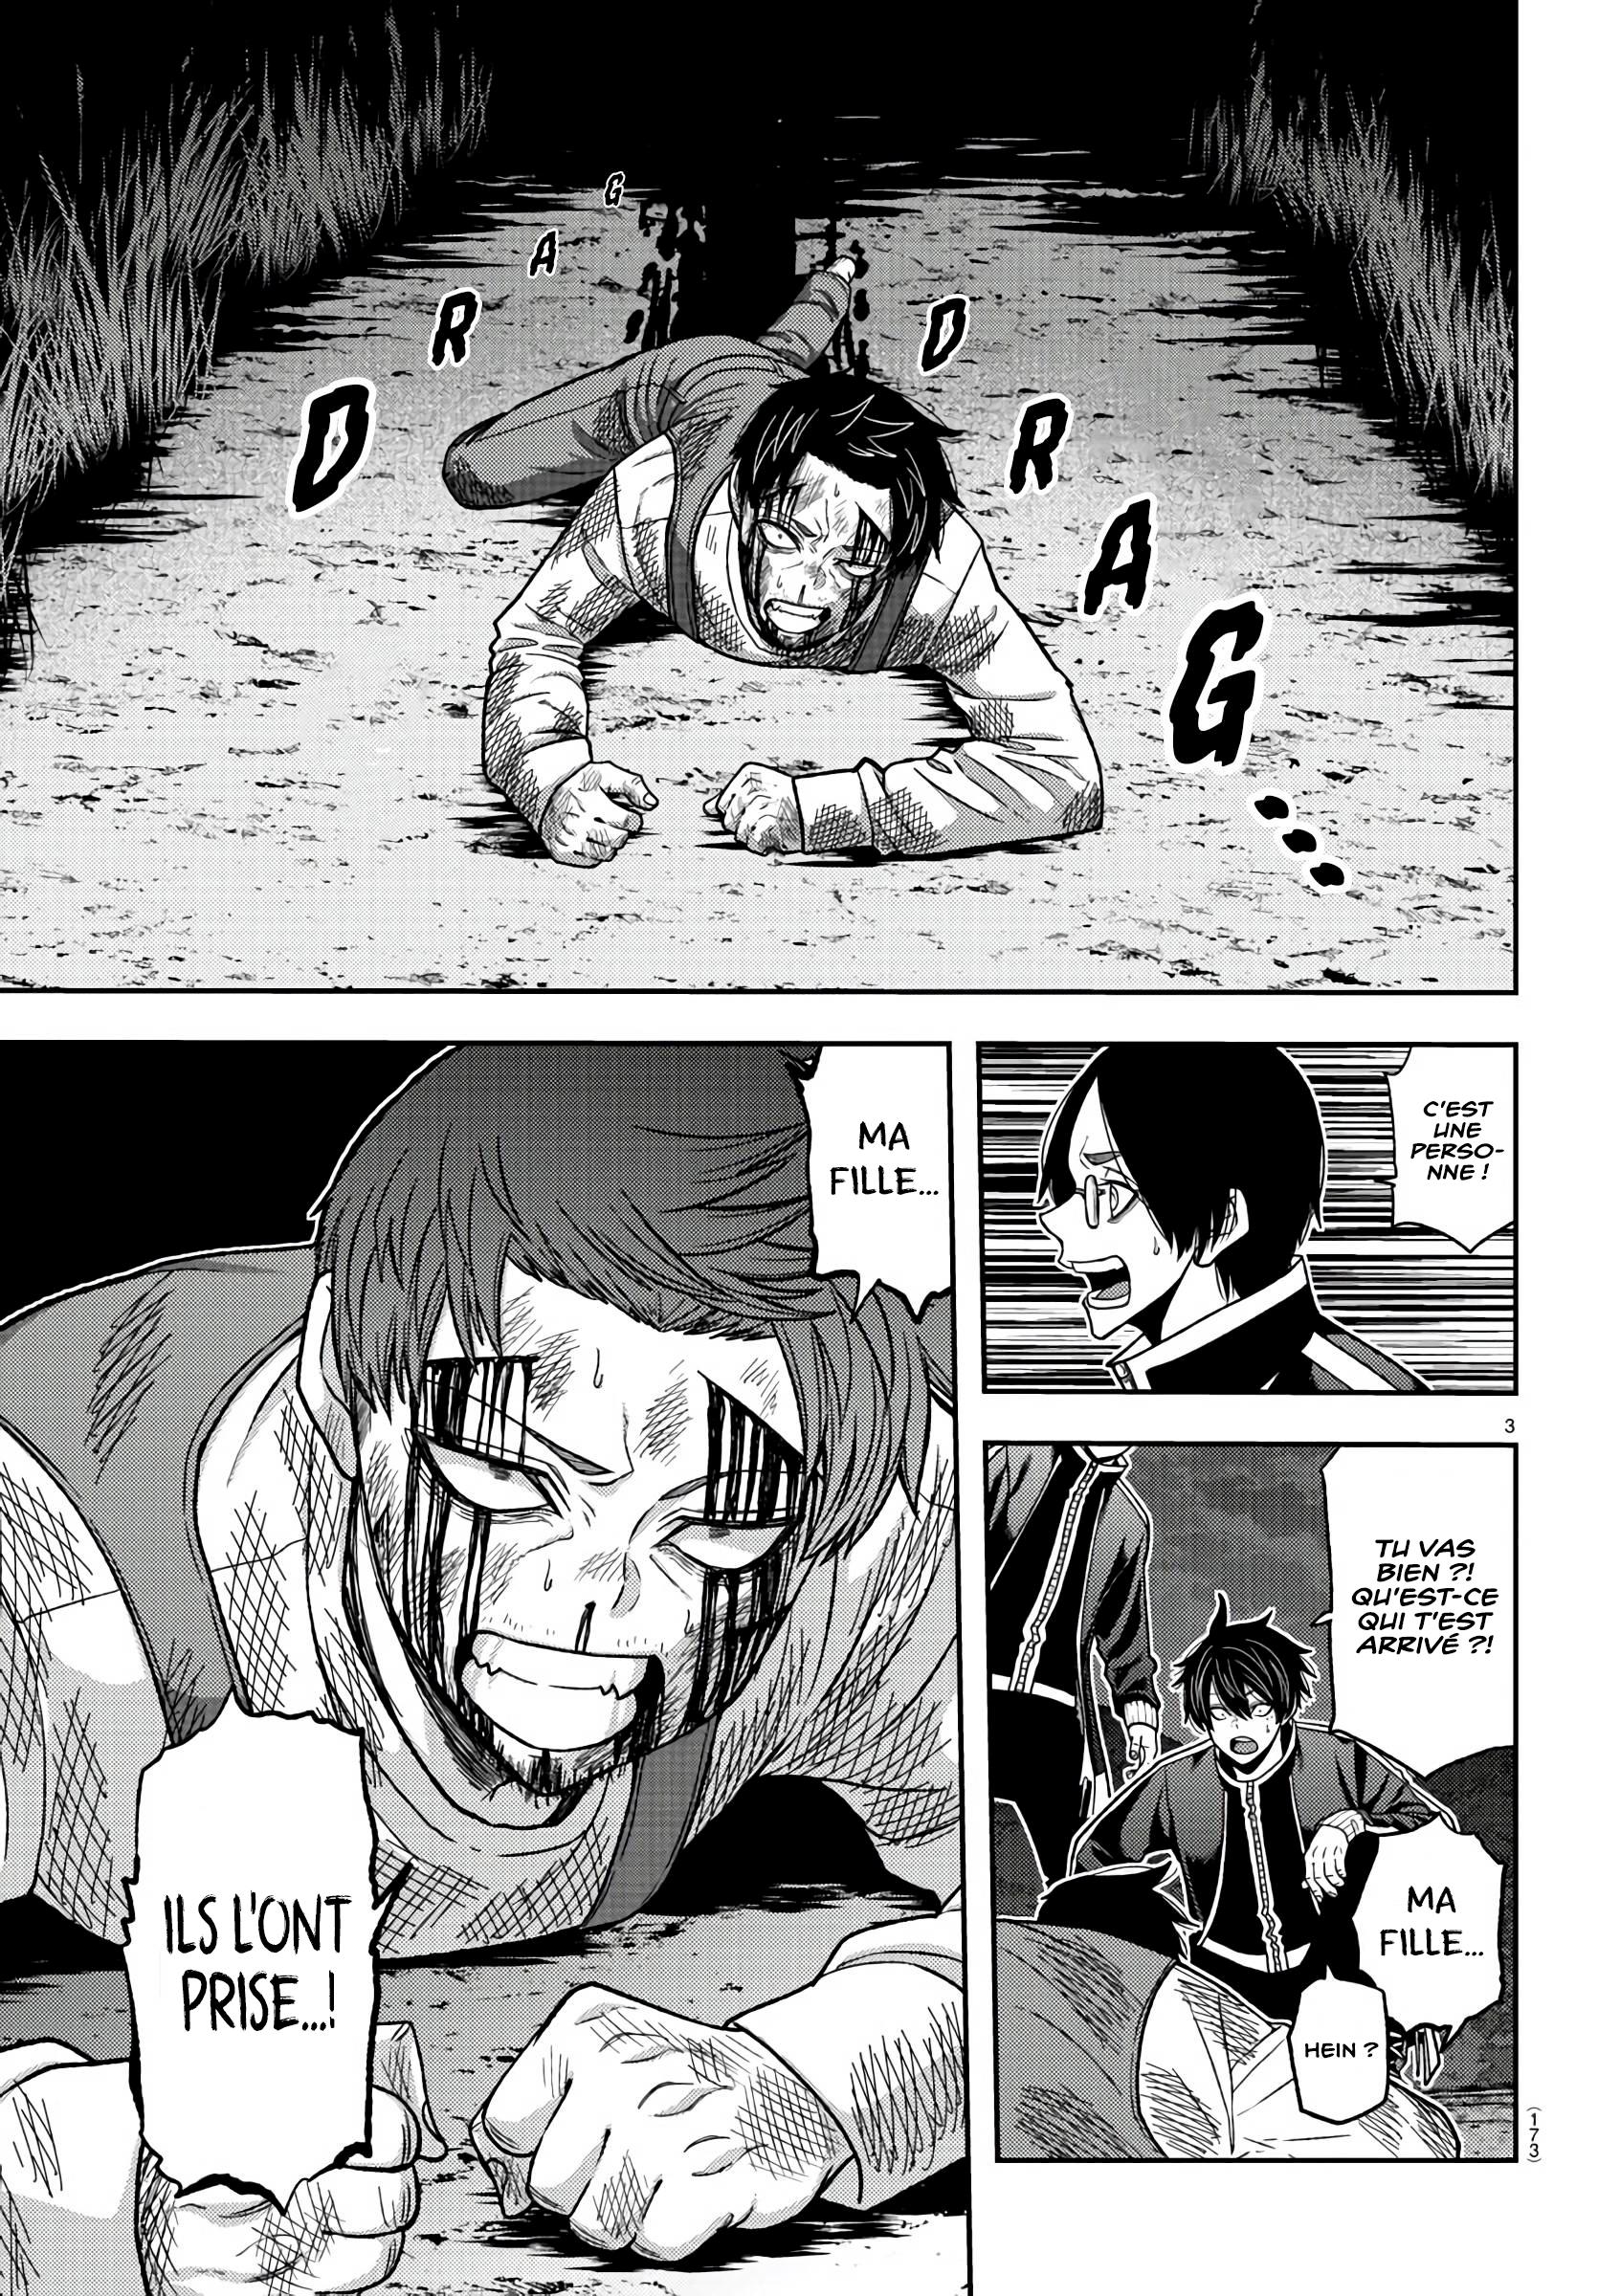 DRAG
DRAG...
C'EST
UNE
PERSO-
NNE !
3
TU VAS
BIEN ?!
QU'EST-CE
QUI T'EST
ARRIVÉ ?!
MA
FILLE...
HEIN ?
(173)
MA
FILLE...
ILS L'ONT
PRISE...!